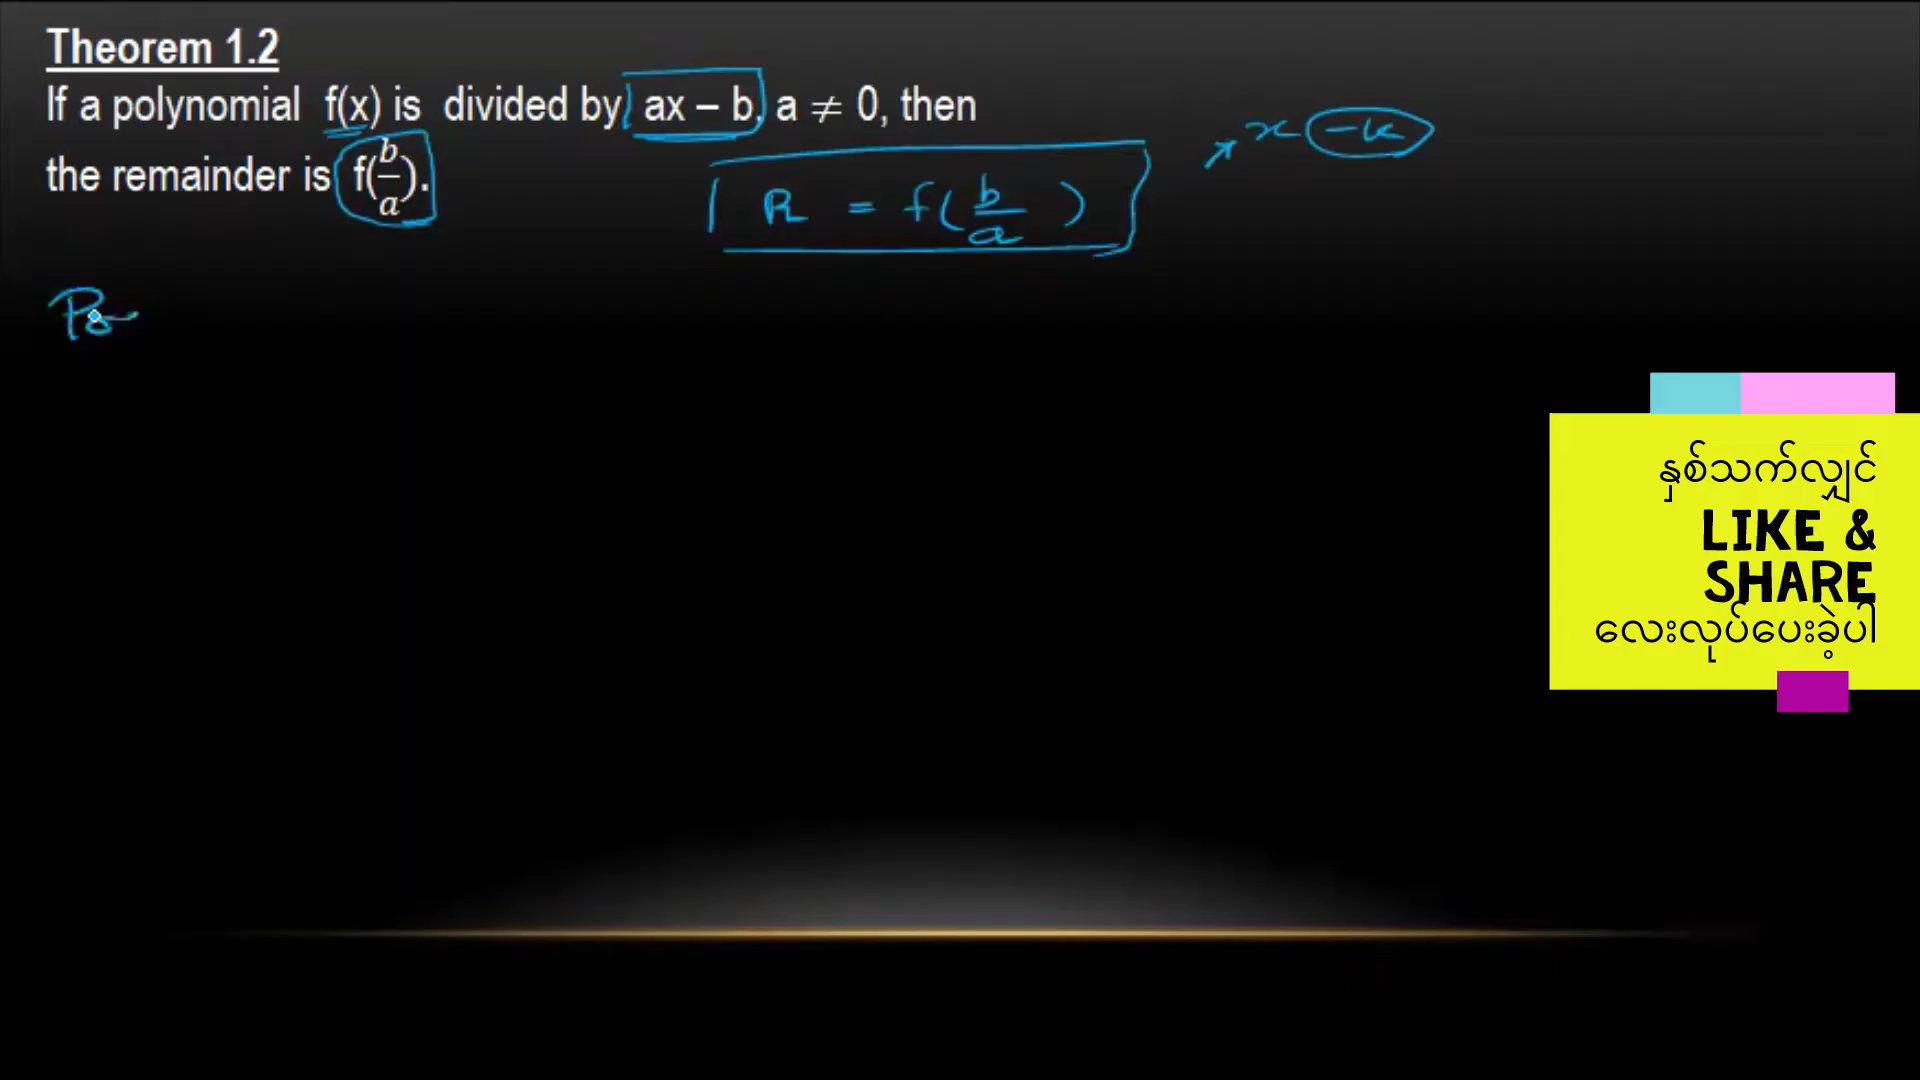 Theorem 1.2
If a polynomial f(x) is divided by ax – b, a ≠ 0, then
x -k
the remainder is f(b/a).
R = f(b/a)
နှစ်သက်လျှင်
LIKE &
SHARE
လေးလုပ်ပေးခဲ့ပါ